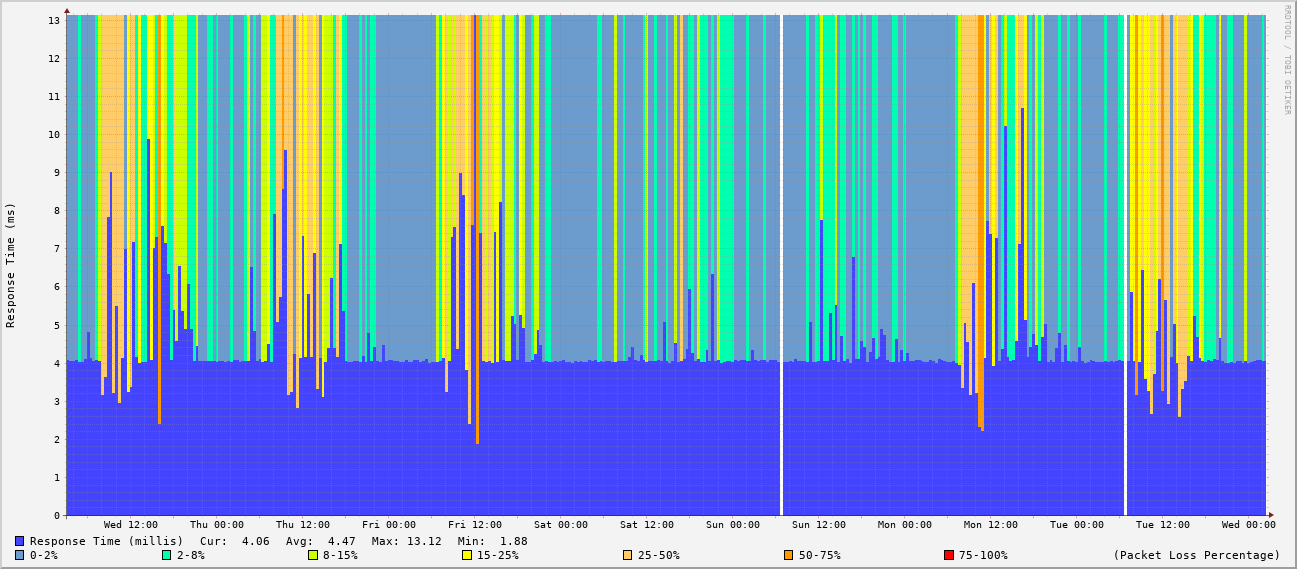 RRDTOOL / TOBI OETIKER
Response Time (ms)
13
12
11
10
9
8
7
6
5
4
3
2
1
0
Wed 12:00 Thu 00:00 Thu 12:00 Fri 00:00 Fri 12:00 Sat 00:00 Sat 12:00 Sun 00:00 Sun 12:00 Mon 00:00 Mon 12:00 Tue 00:00 Tue 12:00 Wed 00:00
Response Time (millis) Cur: 4.06 Avg: 4.47 Max: 13.12 Min: 1.88
0-2% 2-8% 8-15% 15-25% 25-50% 50-75% 75-100% (Packet Loss Percentage)